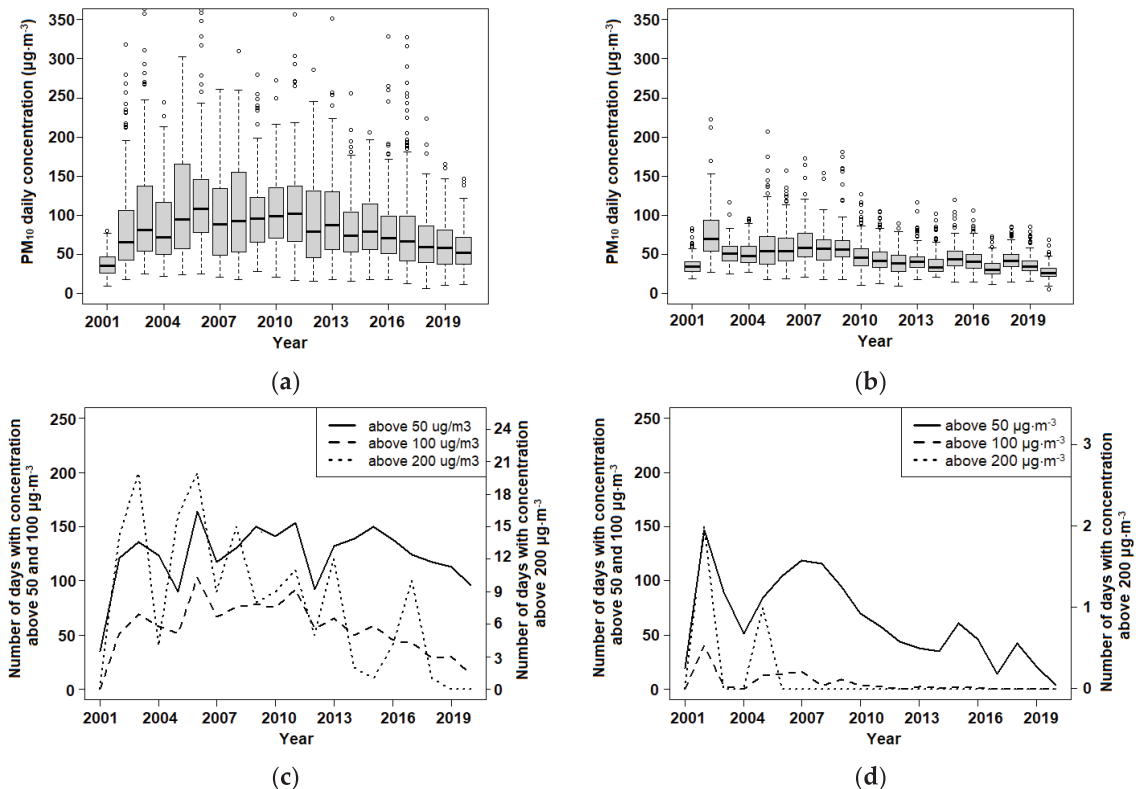 PM10 daily concentration (µg·m-3)
350
300
250
200
150
100
50
0
2001 2004 2007 2010 2013 2016 2019
Year
(a)
PM10 daily concentration (µg·m-3)
350
300
250
200
150
100
50
0
2001 2004 2007 2010 2013 2016 2019
Year
(b)
Number of days with concentration
above 50 and 100 µg·m-3
250
200
150
100
50
0
above 50 ug/m3
above 100 ug/m3
above 200 ug/m3
24
21
18
15
12
9
6
3
0
Number of days with concentration
above 200 µg·m-3
2001 2004 2007 2010 2013 2016 2019
Year
(c)
Number of days with concentration
above 50 and 100 µg·m-3
250
200
150
100
50
0
above 50 µg·m-3
above 100 µg·m-3
above 200 µg·m-3
3
2
1
0
Number of days with concentration
above 200 µg·m-3
2001 2004 2007 2010 2013 2016 2019
Year
(d)